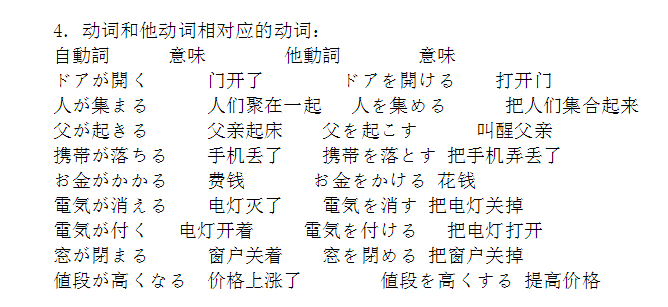 4. 动词和他动词相对应的动词：
自動詞 意味 他動詞 意味
ドアが開く 门开了 ドアを開ける 打开门
人が集まる 人们聚在一起 人を集める 把人们集合起来
父が起きる 父亲起床 父を起こす 叫醒父亲
携帯が落ちる 手机丢了 携帯を落とす 把手机弄丢了
お金がかかる 费钱 お金をかける 花钱
電気が消える 电灯灭了 電気を消す 把电灯关掉
電気が付く 电灯开着 電気を付ける 把电灯打开
窓が閉まる 窗户关着 窓を閉める 把窗户关掉
値段が高くなる 价格上涨了 値段を高くする 提高价格